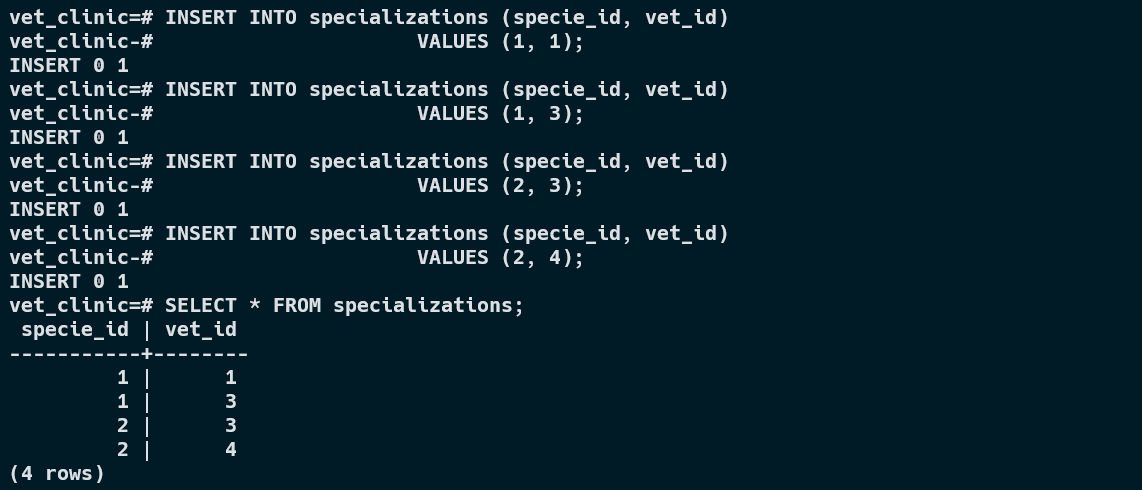 vet_clinic=# INSERT INTO specializations (specie_id, vet_id)
vet_clinic-#                      VALUES (1, 1);
INSERT 0 1
vet_clinic=# INSERT INTO specializations (specie_id, vet_id)
vet_clinic-#                      VALUES (1, 3);
INSERT 0 1
vet_clinic=# INSERT INTO specializations (specie_id, vet_id)
vet_clinic-#                      VALUES (2, 3);
INSERT 0 1
vet_clinic=# INSERT INTO specializations (specie_id, vet_id)
vet_clinic-#                      VALUES (2, 4);
INSERT 0 1
vet_clinic=# SELECT * FROM specializations;
 specie_id | vet_id
-----------+--------
         1 |      1
         1 |      3
         2 |      3
         2 |      4
(4 rows)